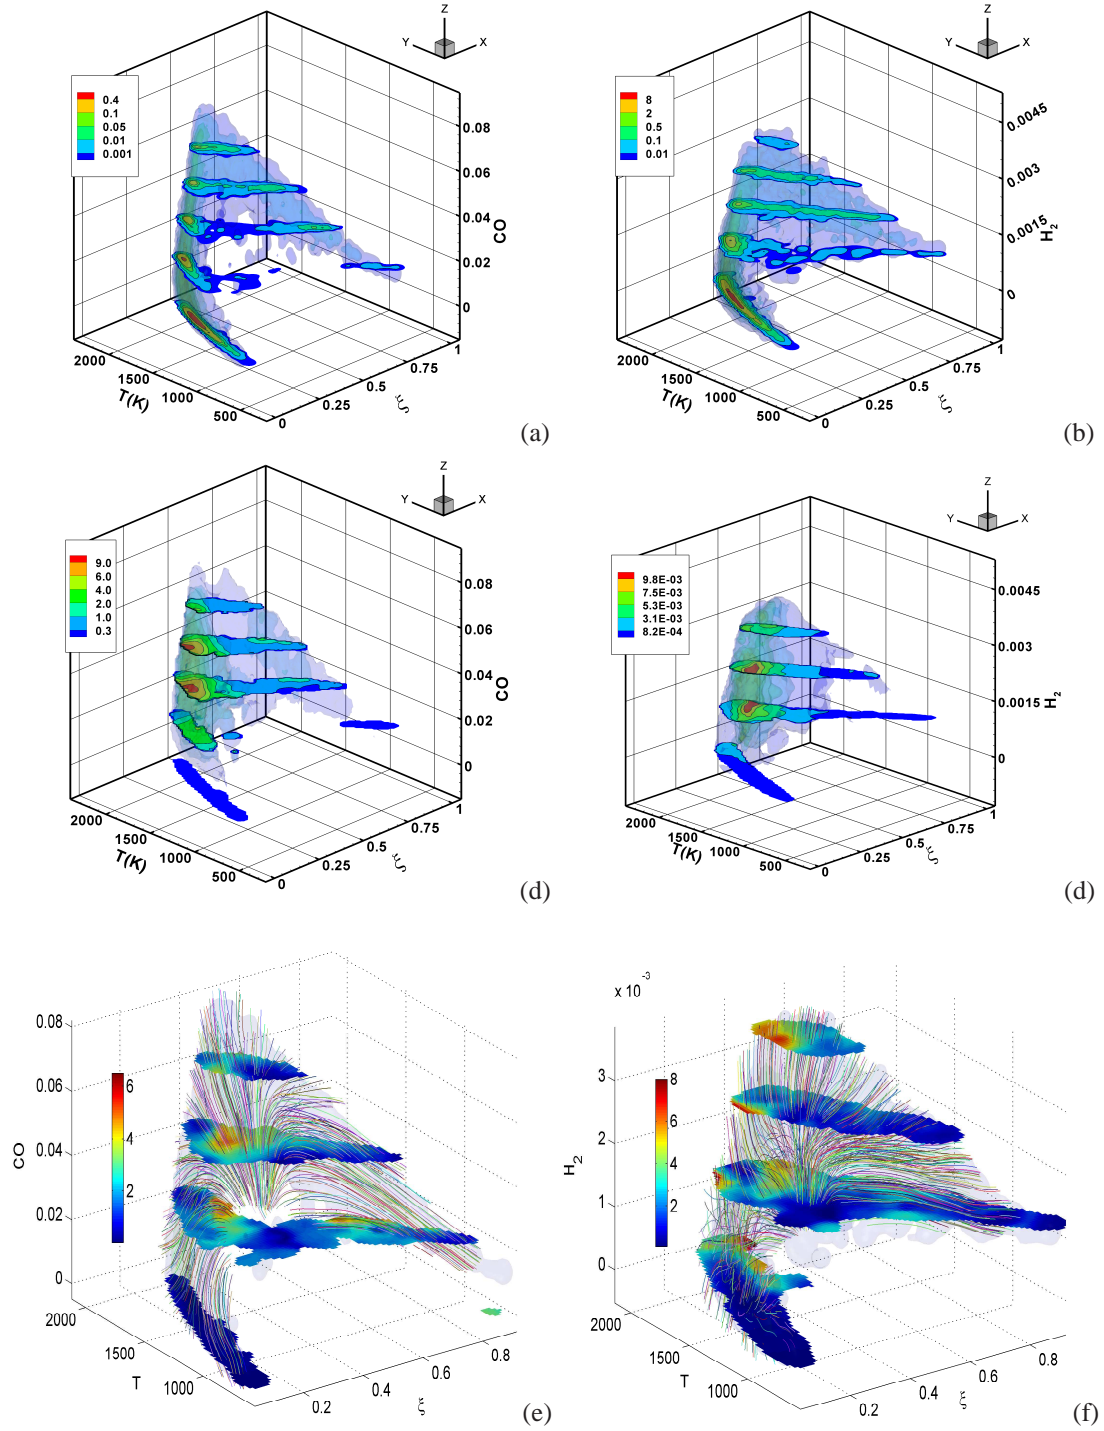 Z
Y X
0.4
0.1
0.05
0.01
0.001
0.08
0.06
0.04
0.02
0
CO
2000
1500
1000
500
T(K)
0
0.25
0.5
0.75
1
ξ
(a)
Z
Y X
8
2
0.5
0.1
0.01
0.0045
0.003
0.0015
0
H2
2000
1500
1000
500
T(K)
0
0.25
0.5
0.75
1
ξ
(b)
Z
Y X
9.0
6.0
4.0
2.0
1.0
0.3
0.08
0.06
0.04
0.02
0
CO
2000
1500
1000
500
T(K)
0
0.25
0.5
0.75
1
ξ
(d)
Z
Y X
9.8E-03
7.5E-03
5.3E-03
3.1E-03
8.2E-04
0.0045
0.003
0.0015
0
H2
2000
1500
1000
500
T(K)
0
0.25
0.5
0.75
1
ξ
(d)
0.08
0.06
0.04
0.02
0
CO
6
4
2
2000
1500
1000
T
0.2
0.4
0.6
0.8
ξ
(e)
x 10-3
3
2
1
0
H2
8
6
4
2
2000
1500
1000
T
0.2
0.4
0.6
0.8
ξ
(f)